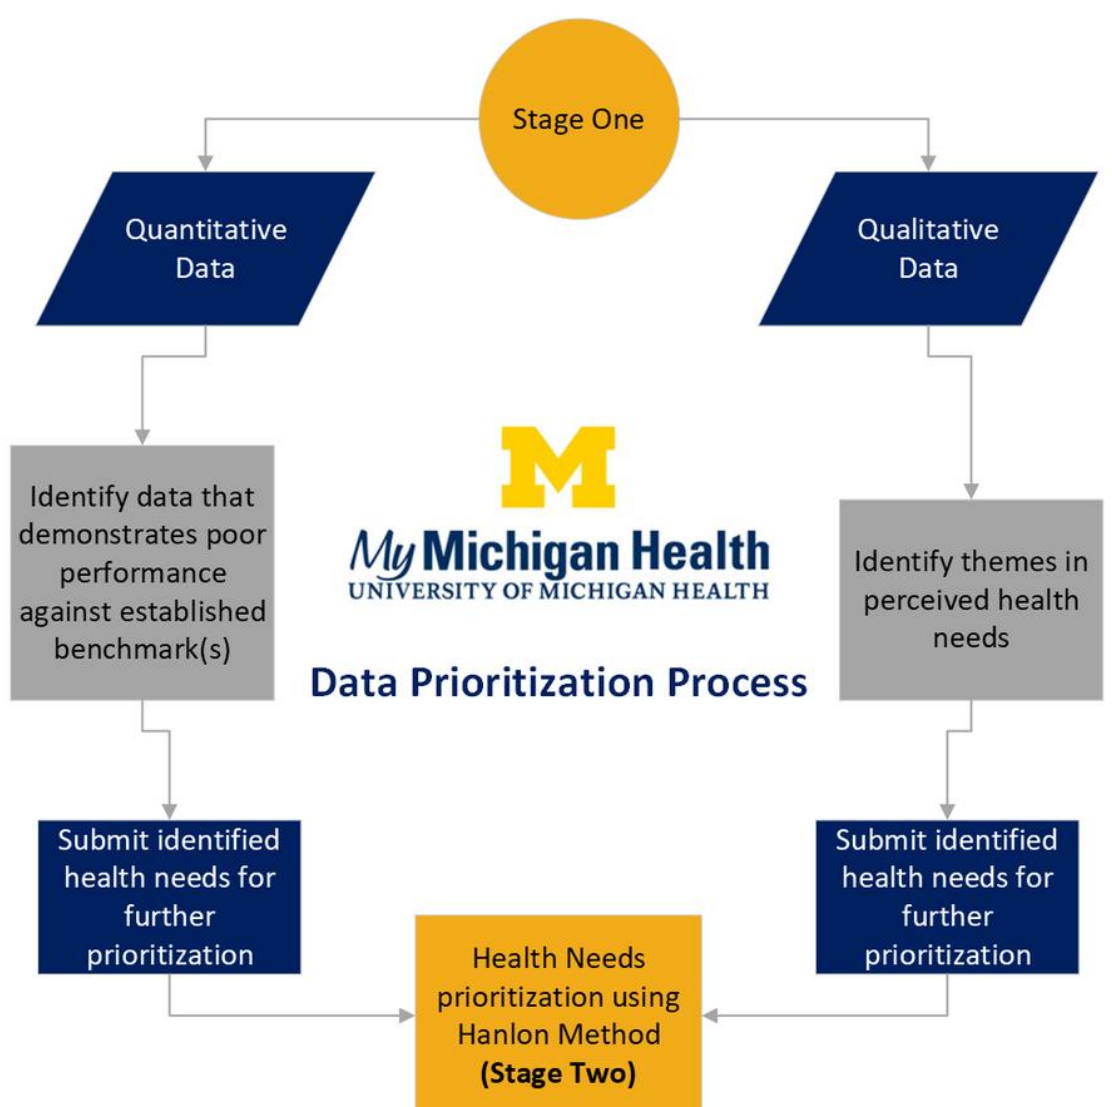 Stage One
Quantitative
Data
Qualitative
Data
Identify data that
demonstrates poor
performance
against established
benchmark(s)
M
My Michigan Health
UNIVERSITY OF MICHIGAN HEALTH
Data Prioritization Process
Identify themes in
perceived health
needs
Submit identified
health needs for
further
prioritization
Submit identified
health needs for
further
prioritization
Health Needs
prioritization using
Hanlon Method
(Stage Two)